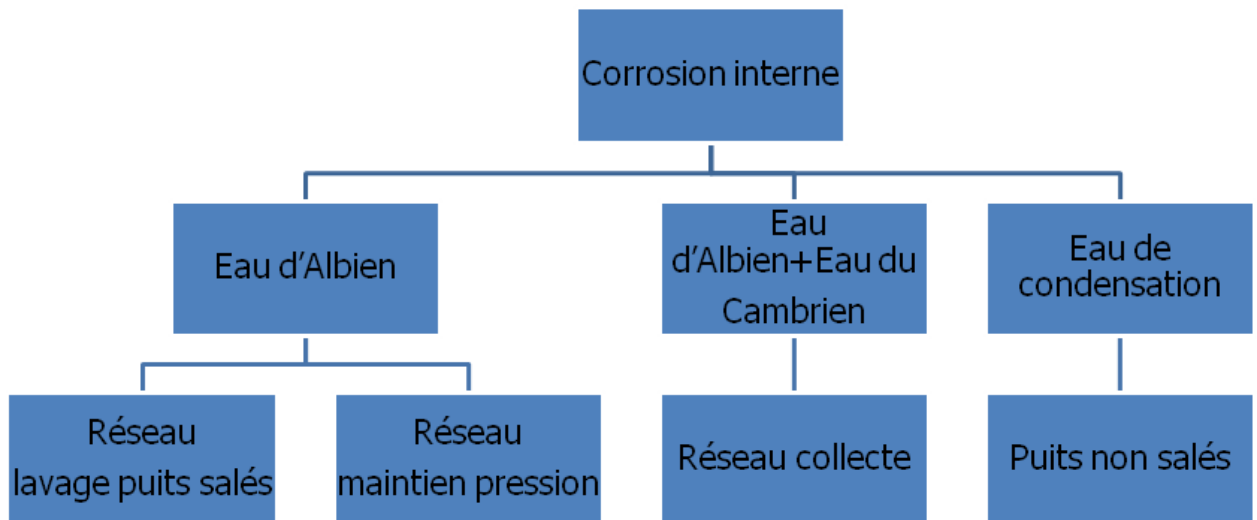 Corrosion interne
Eau d’Albien
Eau
d’Albien+Eau du
Cambrien
Eau de
condensation
Réseau
lavage puits salés
Réseau
maintien pression
Réseau collecte
Puits non salés